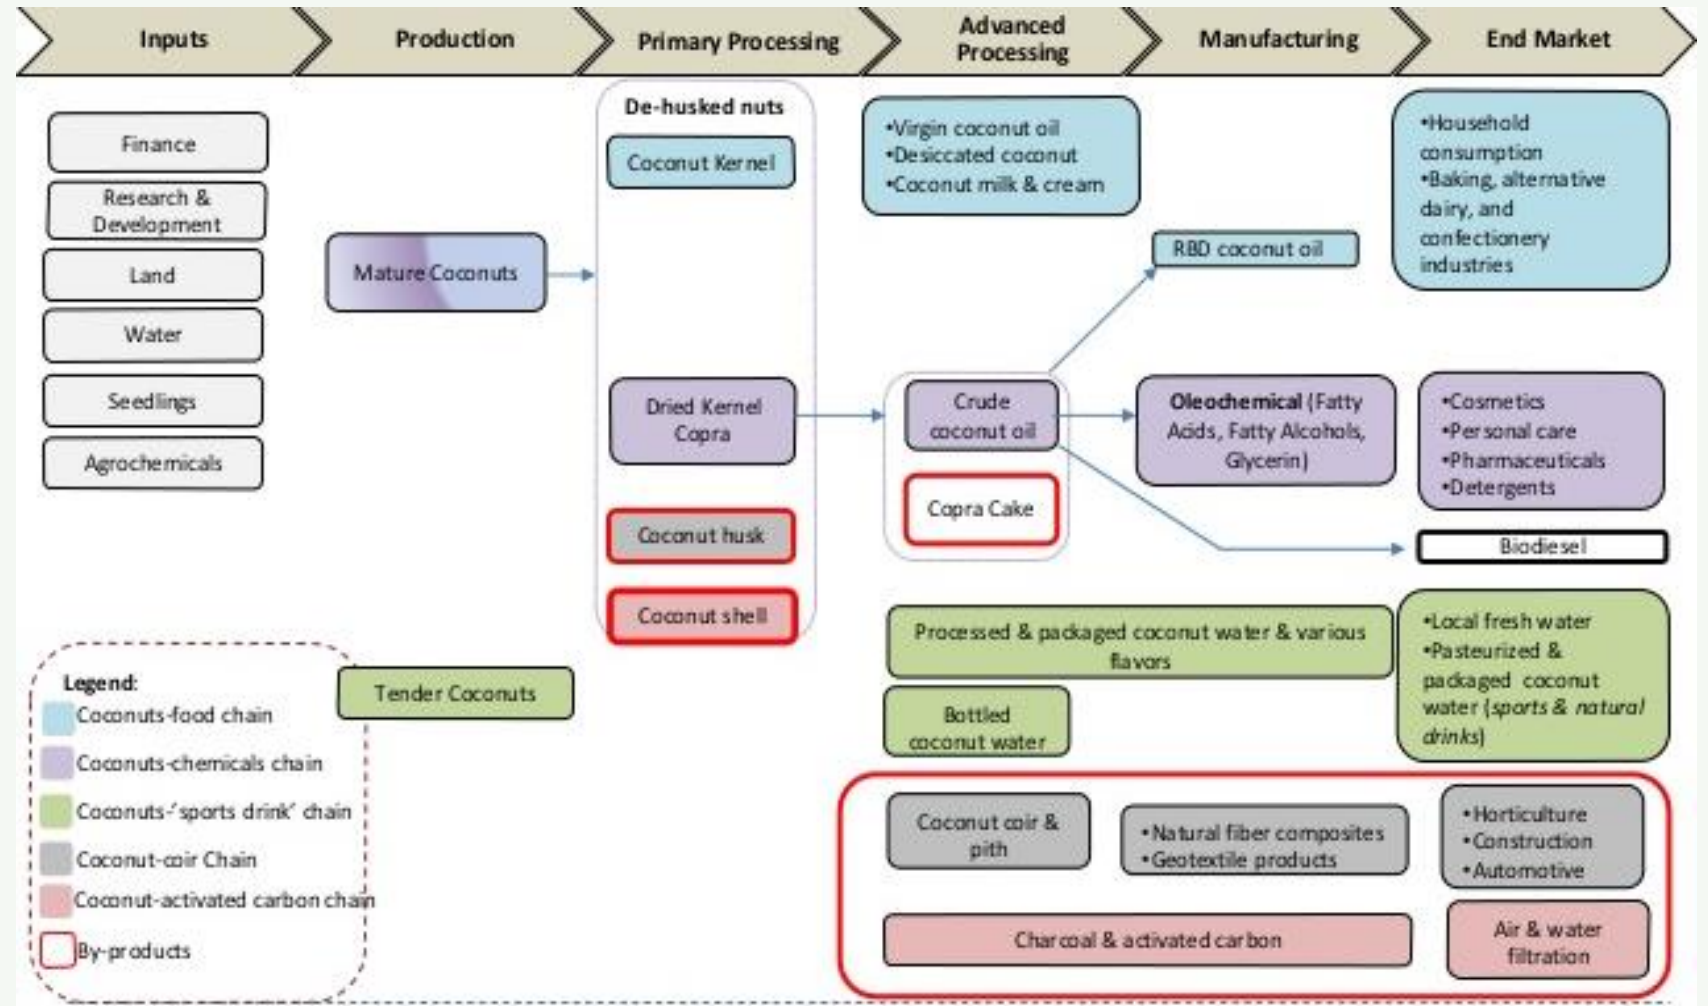 Inputs
Production
Primary Processing
Advanced
Processing
Manufacturing
End Market
Finance
Research &
Development
Land
Water
Seedlings
Agrochemicals
Mature Coconuts
Tender Coconuts
De-husked nuts
Coconut Kernel
Dried Kernel
Copra
Coconut husk
Coconut shell
•Virgin coconut oil
•Desiccated coconut
•Coconut milk & cream
Crude
coconut oil
Copra Cake
RBD coconut oil
Oleochemical (Fatty
Acids, Fatty Alcohols,
Glycerin)
•Household
consumption
•Baking, alternative
dairy, and
confectionery
industries
•Cosmetics
•Personal care
•Pharmaceuticals
•Detergents
Biodiesel
Processed & packaged coconut water & various
flavors
Bottled
coconut water
•Local fresh water
•Pasteurized &
packaged coconut
water (sports & natural
drinks)
Coconut coir &
pith
•Natural fiber composites
•Geotextile products
•Horticulture
•Construction
•Automotive
Charcoal & activated carbon
Air & water
filtration
Legend:
Coconuts-food chain
Coconuts-chemicals chain
Coconuts-‘sports drink’ chain
Coconut-coir Chain
Coconut-activated carbon chain
By-products